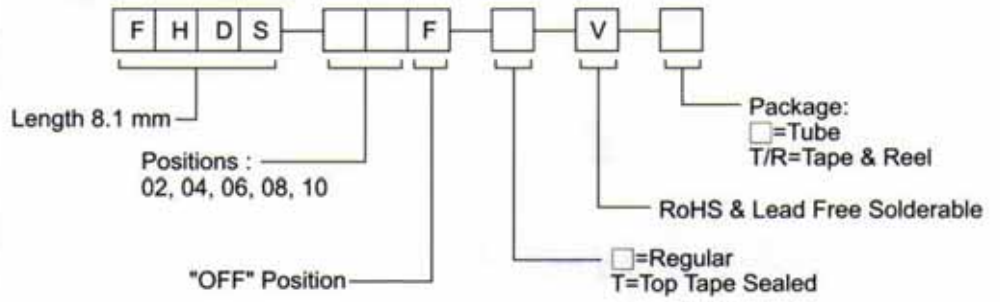 F H D S F V
Length 8.1 mm
Package:
□=Tube
T/R=Tape & Reel
Positions :
02, 04, 06, 08, 10
RoHS & Lead Free Solderable
□=Regular
T=Top Tape Sealed
"OFF" Position